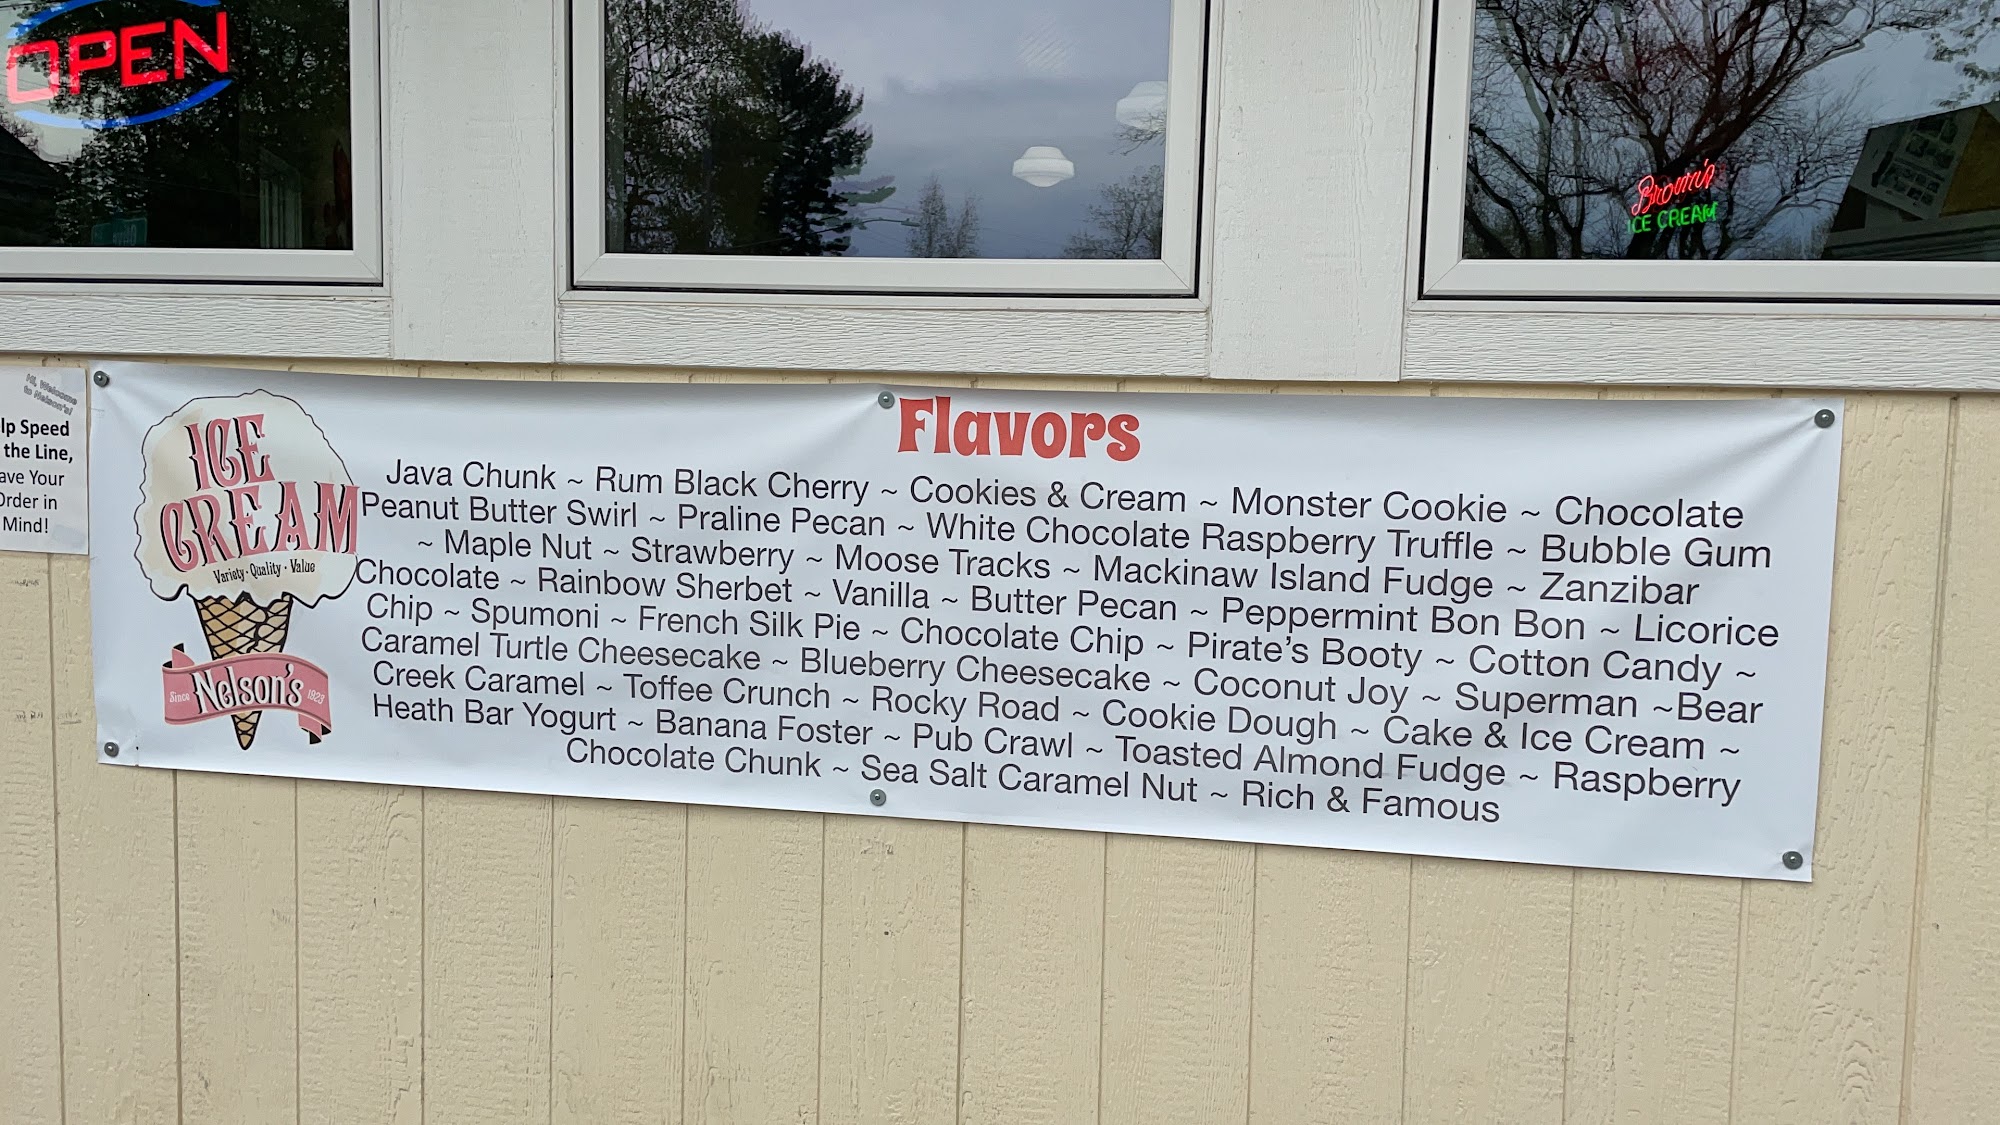 OPEN
Brown's
ICE CREAM
Hi, Welcome
to Nelson's!
lp Speed
the Line,
ave Your
Order in
Mind!
ICE
CREAM
Variety · Quality · Value
Since Nelson's 1923
Flavors
Java Chunk ~ Rum Black Cherry ~ Cookies & Cream ~ Monster Cookie ~ Chocolate
Peanut Butter Swirl ~ Praline Pecan ~ White Chocolate Raspberry Truffle ~ Bubble Gum
~ Maple Nut ~ Strawberry ~ Moose Tracks ~ Mackinaw Island Fudge ~ Zanzibar
Chocolate ~ Rainbow Sherbet ~ Vanilla ~ Butter Pecan ~ Peppermint Bon Bon ~ Licorice
Chip ~ Spumoni ~ French Silk Pie ~ Chocolate Chip ~ Pirate's Booty ~ Cotton Candy ~
Caramel Turtle Cheesecake ~ Blueberry Cheesecake ~ Coconut Joy ~ Superman ~Bear
Creek Caramel ~ Toffee Crunch ~ Rocky Road ~ Cookie Dough ~ Cake & Ice Cream ~
Heath Bar Yogurt ~ Banana Foster ~ Pub Crawl ~ Toasted Almond Fudge ~ Raspberry
Chocolate Chunk ~ Sea Salt Caramel Nut ~ Rich & Famous